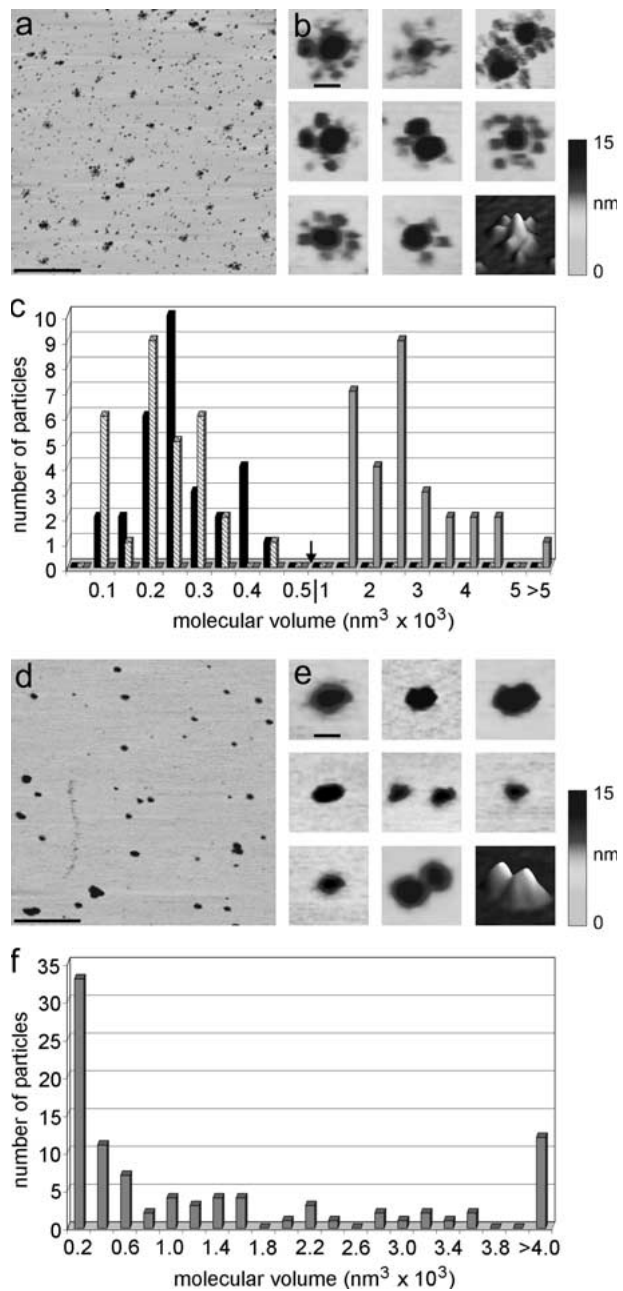 a
b
15
nm
0
c
number of particles
10
9
8
7
6
5
4
3
2
1
0
0.1 0.2 0.3 0.4 0.5|1 2 3 4 5 >5
molecular volume (nm³ x 10³)
d
e
15
nm
0
f
number of particles
35
30
25
20
15
10
5
0
0.2 0.6 1.0 1.4 1.8 2.2 2.6 3.0 3.4 3.8 >4.0
molecular volume (nm³ x 10³)